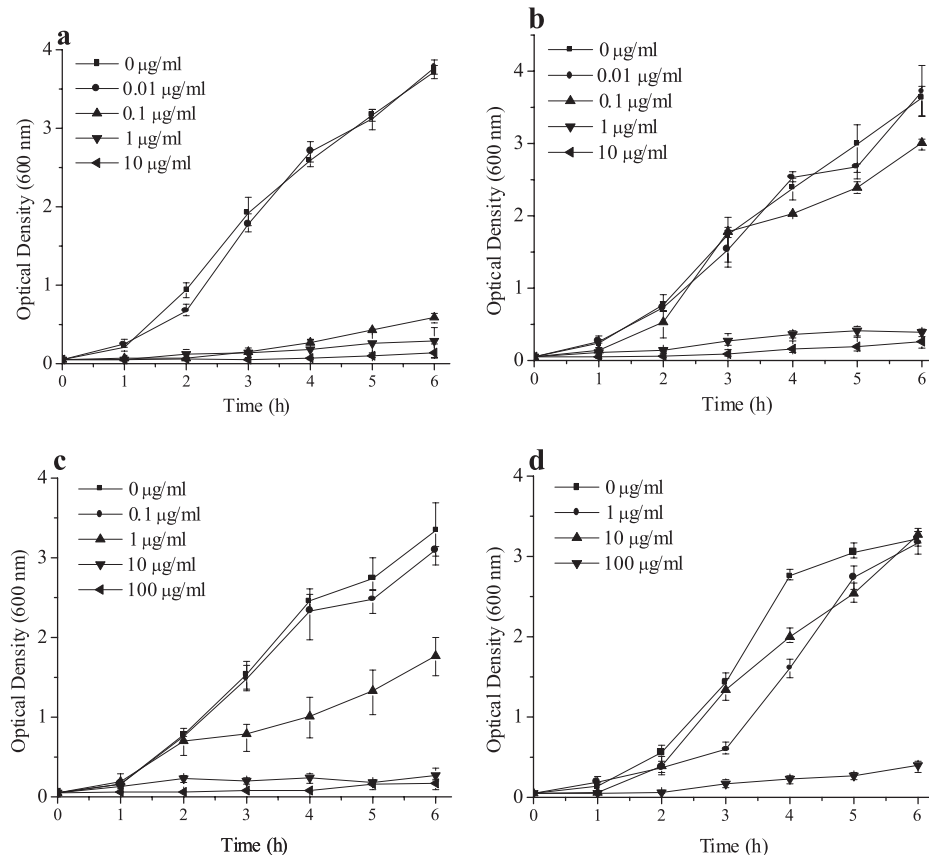 a
4
3
2
1
0
Optical Density (600 nm)
0 µg/ml
0.01 µg/ml
0.1 µg/ml
1 µg/ml
10 µg/ml
0 1 2 3 4 5 6
Time (h)
b
4
3
2
1
0
Optical Density (600 nm)
0 µg/ml
0.01 µg/ml
0.1 µg/ml
1 µg/ml
10 µg/ml
0 1 2 3 4 5 6
Time (h)
c
4
3
2
1
0
Optical Density (600 nm)
0 µg/ml
0.1 µg/ml
1 µg/ml
10 µg/ml
100 µg/ml
0 1 2 3 4 5 6
Time (h)
d
4
3
2
1
0
Optical Density (600 nm)
0 µg/ml
1 µg/ml
10 µg/ml
100 µg/ml
0 1 2 3 4 5 6
Time (h)